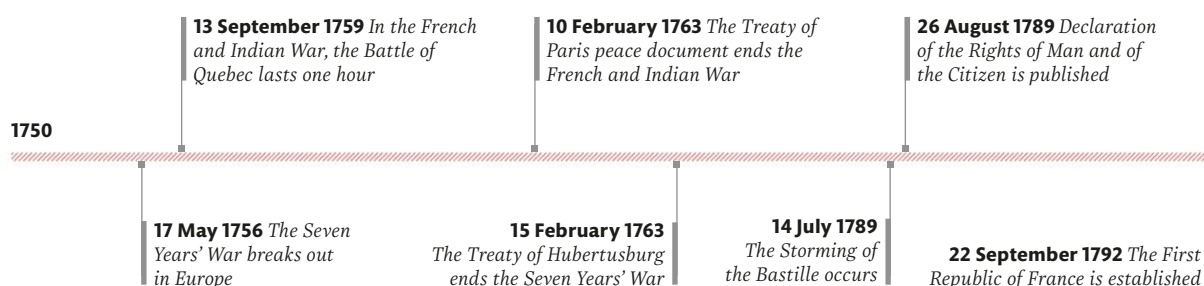 13 September 1759 In the French
and Indian War, the Battle of
Quebec lasts one hour
10 February 1763 The Treaty of
Paris peace document ends the
French and Indian War
26 August 1789 Declaration
of the Rights of Man and of
the Citizen is published
1750
17 May 1756 The Seven
Years’ War breaks out
in Europe
15 February 1763
The Treaty of Hubertusburg
ends the Seven Years’ War
14 July 1789
The Storming of
the Bastille occurs
22 September 1792 The First
Republic of France is established